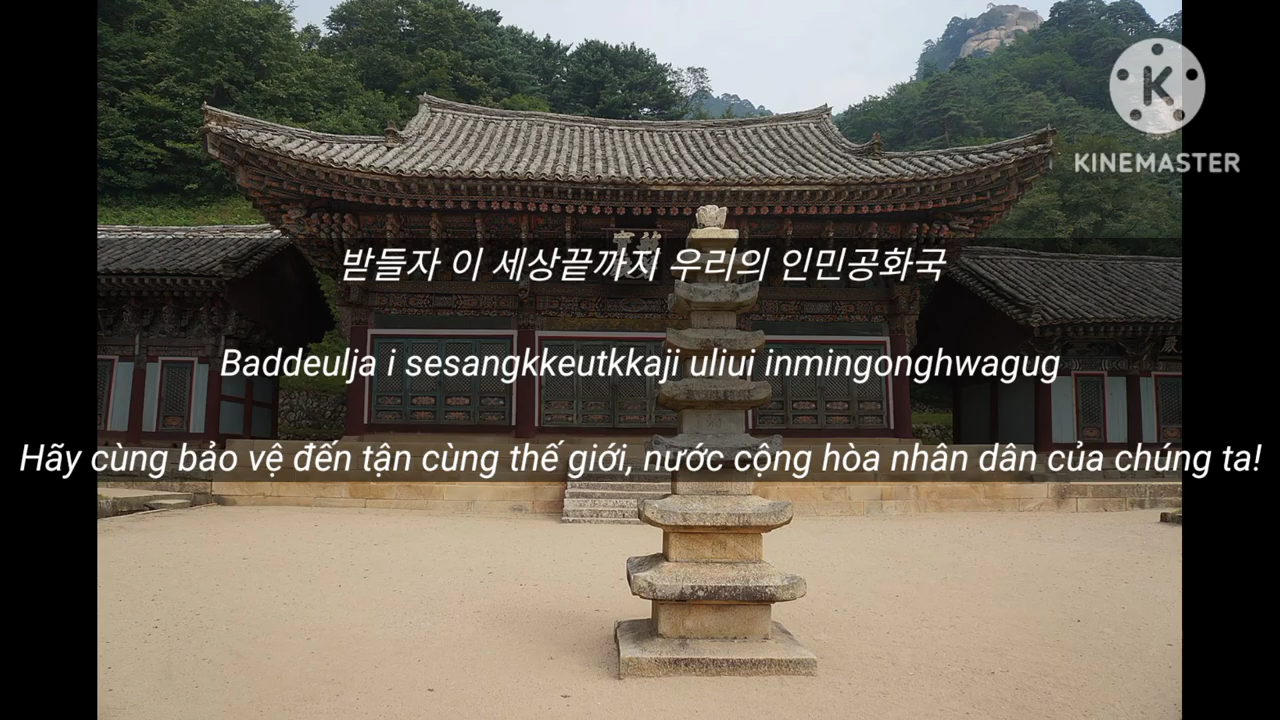 KINEMASTER
받들자 이 세상끝까지 우리의 인민공화국
Baddeulja i sesangkkeutkkaji uliui inmingonghwagug
Hãy cùng bảo vệ đến tận cùng thế giới, nước cộng hòa nhân dân của chúng ta!